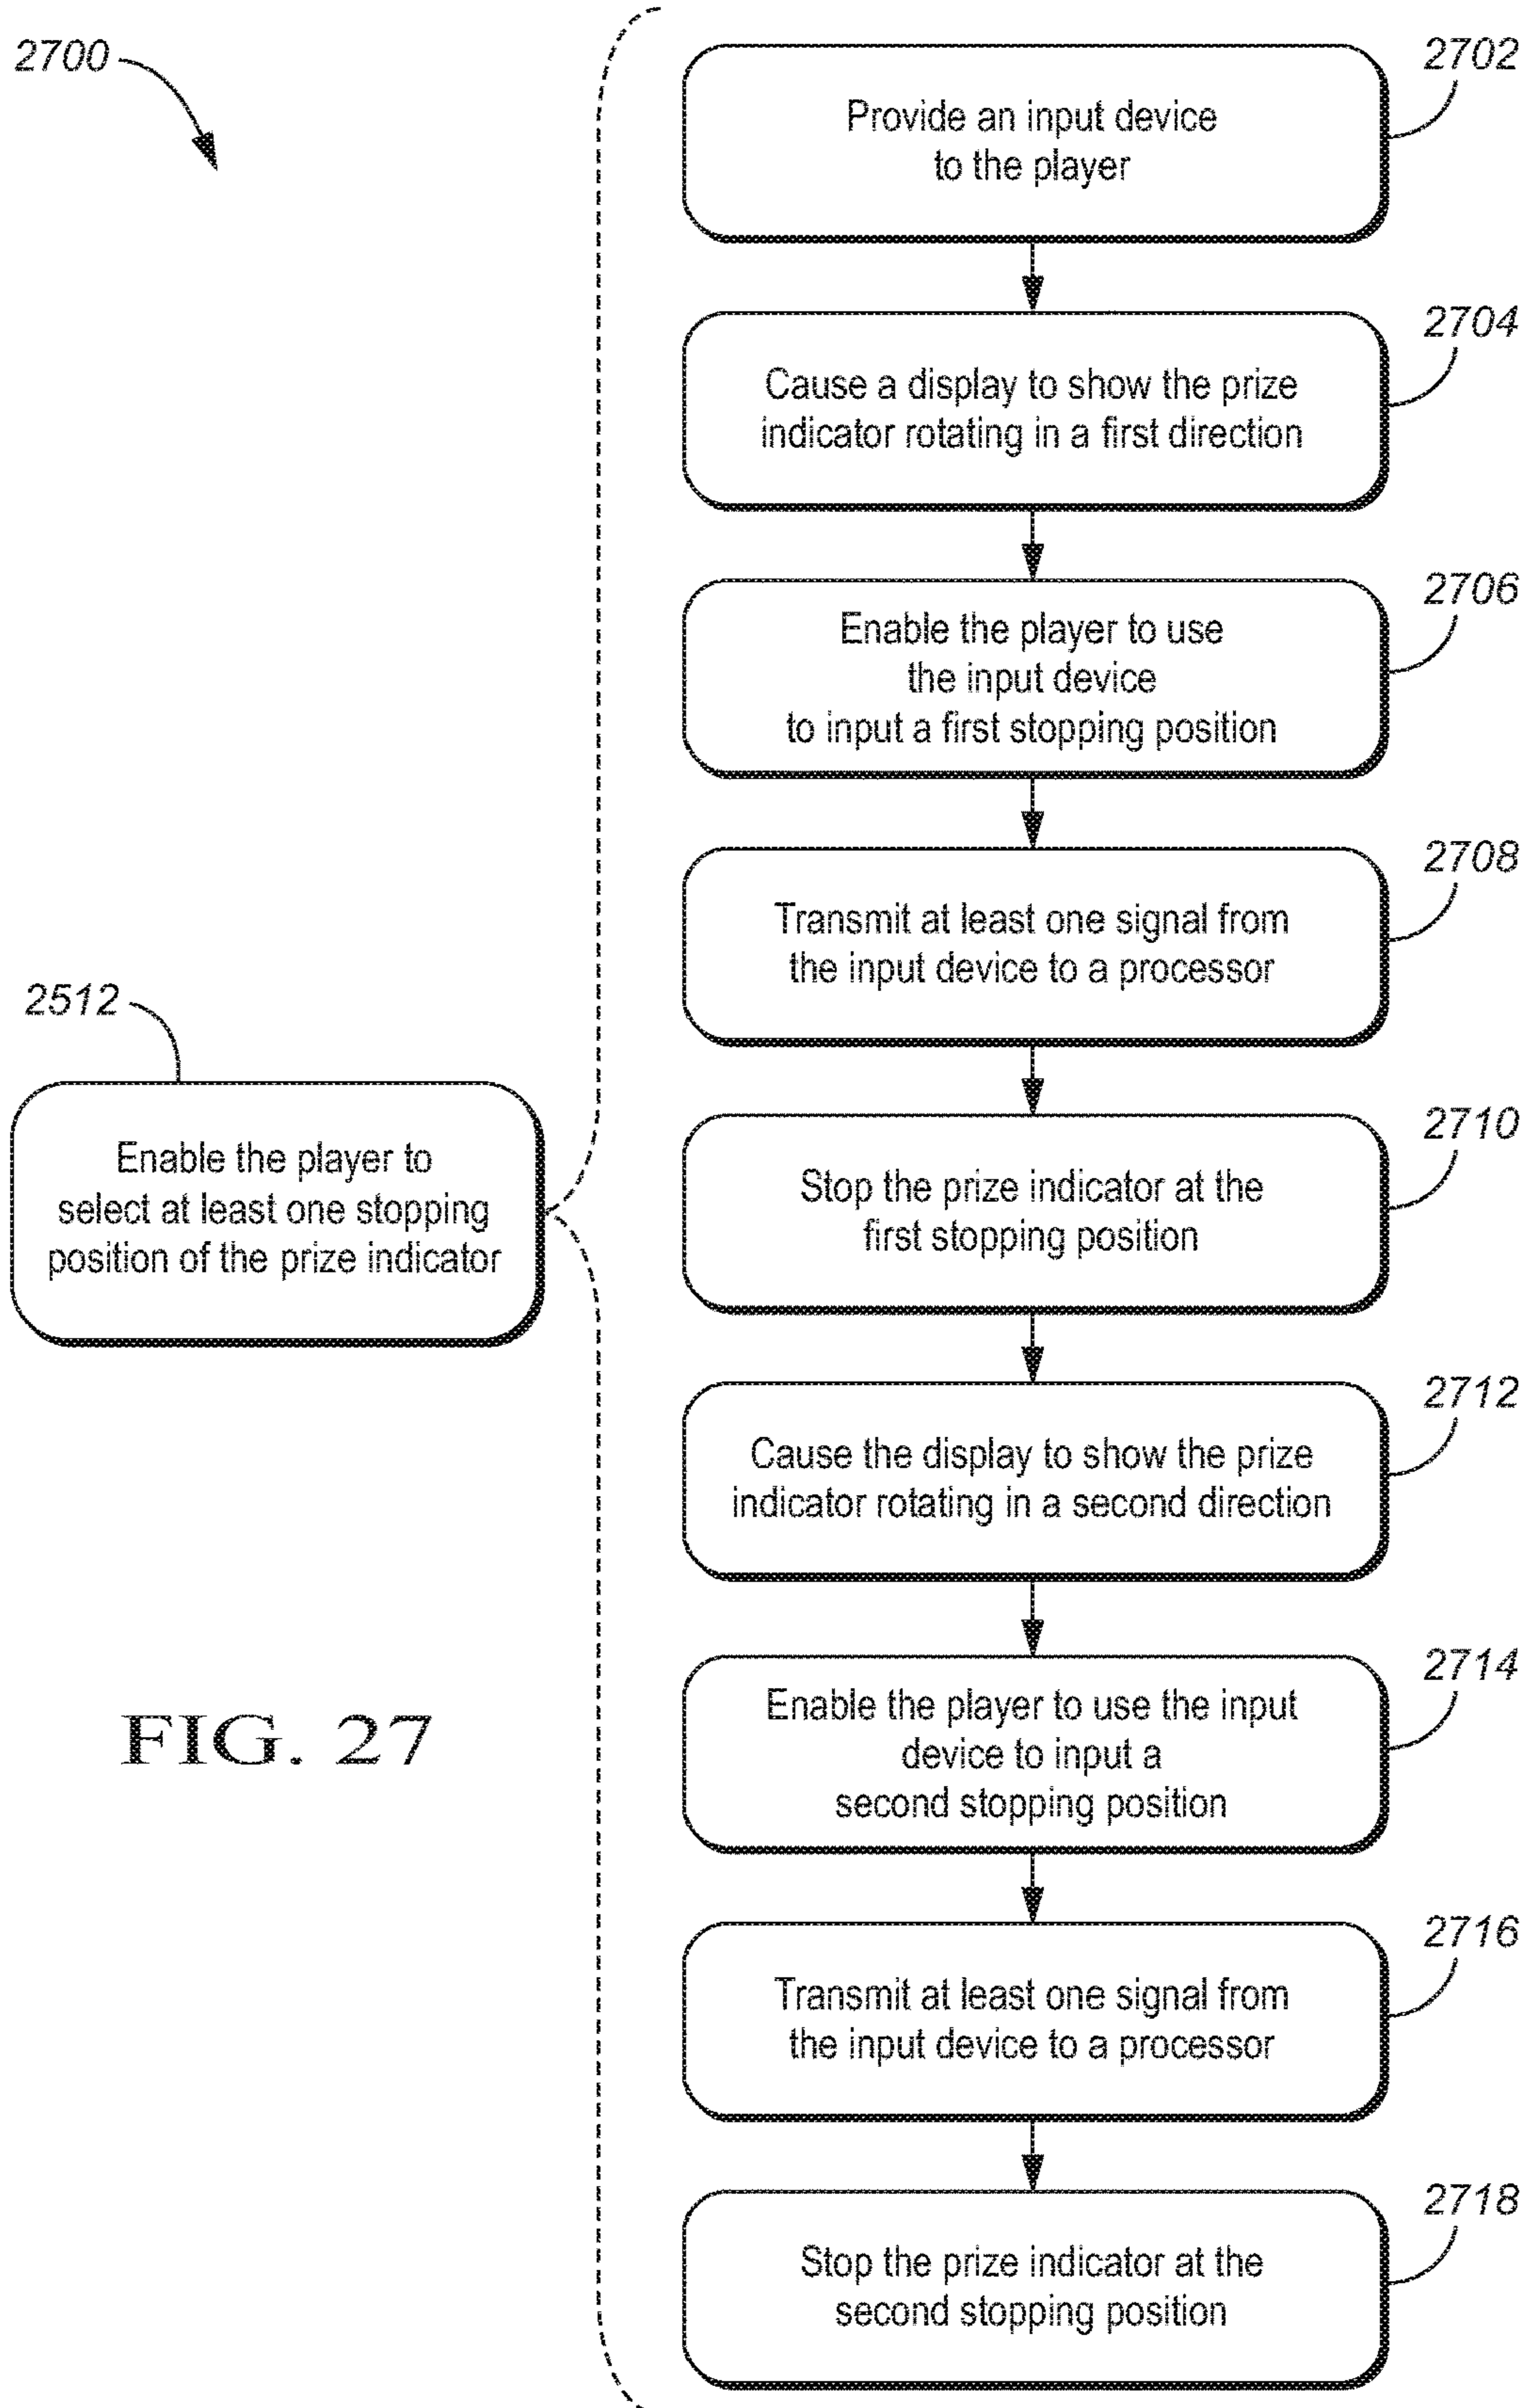 2700
2702
Provide an input device
to the player
2704
Cause a display to show the prize
indicator rotating in a first direction
2706
Enable the player to use
the input device
to input a first stopping position
2708
Transmit at least one signal from
the input device to a processor
2512
Enable the player to
select at least one stopping
position of the prize indicator
2710
Stop the prize indicator at the
first stopping position
2712
Cause the display to show the prize
indicator rotating in a second direction
2714
Enable the player to use the input
device to input a
second stopping position
FIG. 27
2716
Transmit at least one signal from
the input device to a processor
2718
Stop the prize indicator at the
second stopping position